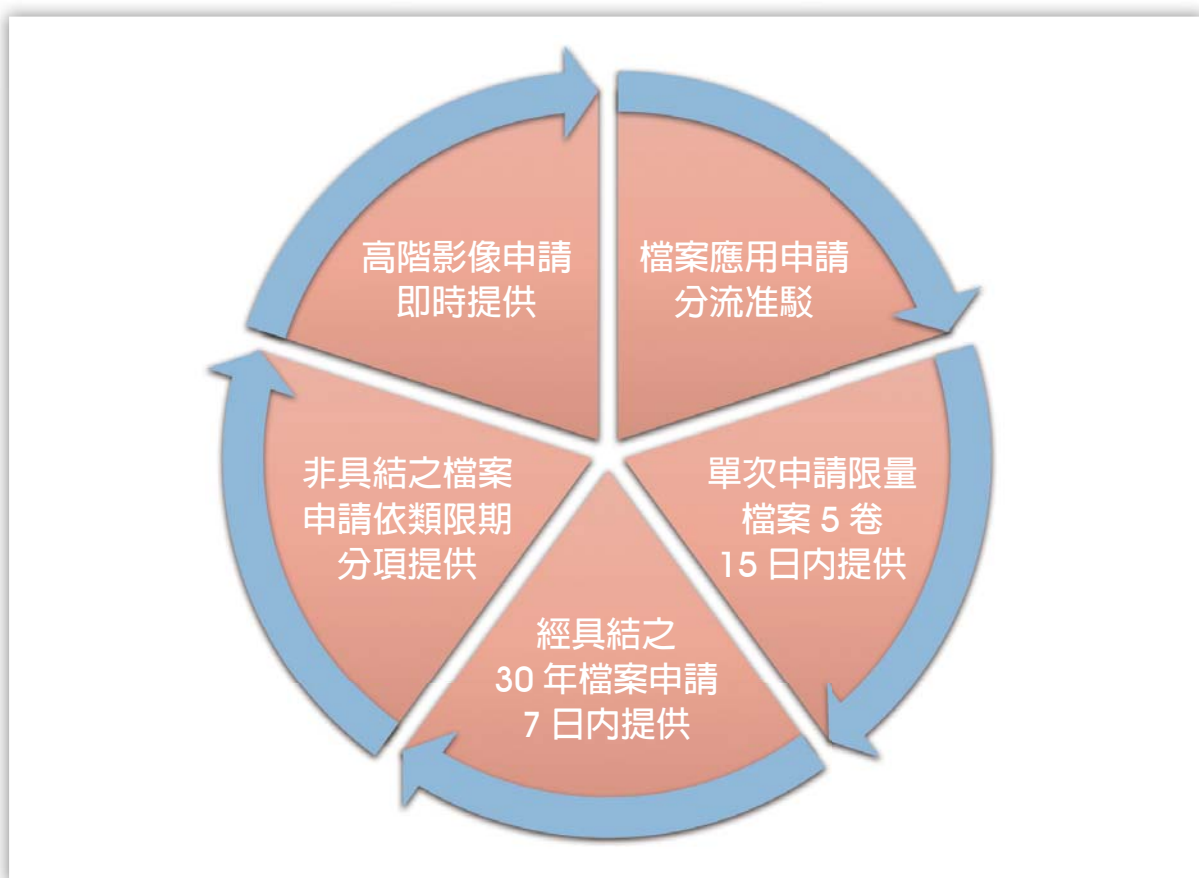 高階影像申請
即時提供
檔案應用申請
分流准駁
單次申請限量
檔案 5 卷
15 日內提供
經具結之
30 年檔案申請
7 日內提供
非具結之檔案
申請依類限期
分項提供